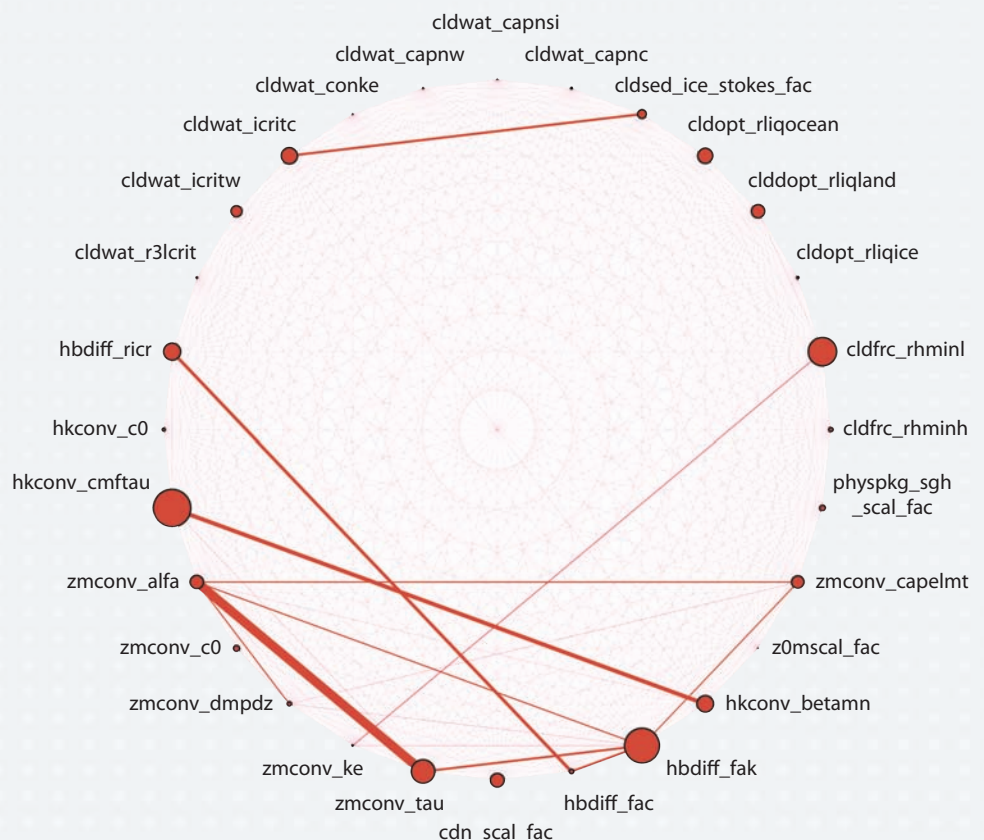 cldwat_capnsi
cldwat_capnw
cldwat_capnc
cldwat_conke
cldsed_ice_stokes_fac
cldwat_icritc
cldopt_rliqocean
cldwat_icritw
clddopt_rliqland
cldwat_r3lcrit
cldopt_rliqice
hbdiff_ricr
cldfrc_rhminl
hkconv_c0
cldfrc_rhminh
hkconv_cmftau
physpkg_sgh
_scal_fac
zmconv_alfa
zmconv_capelmt
zmconv_c0
z0mscal_fac
zmconv_dmpdz
hkconv_betamn
zmconv_ke
hbdiff_fak
zmconv_tau
hbdiff_fac
cdn_scal_fac